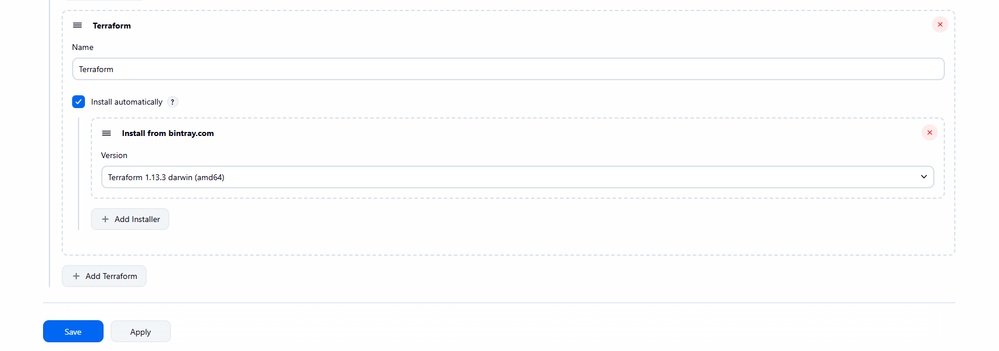 Terraform
Name
Terraform
Install automatically ?
Install from bintray.com
Version
Terraform 1.13.3 darwin (amd64)
+ Add Installer
+ Add Terraform
Save Apply